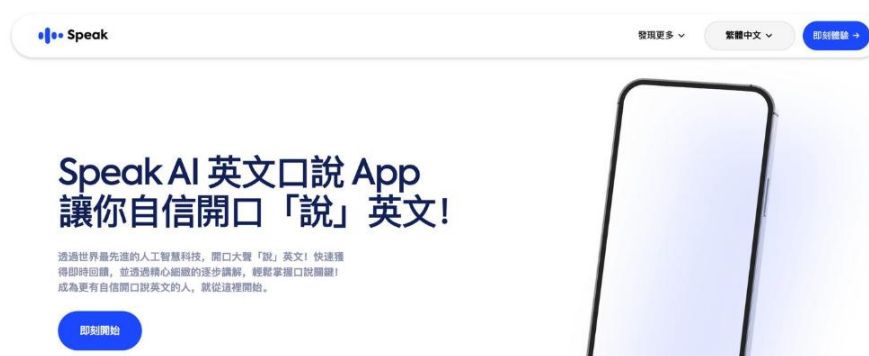 Speak
發現更多
繁體中文
即刻體驗 →
Speak AI 英文口說 App
讓你自信開口「說」英文!
透過世界最先進的人工智慧科技，開口大聲「說」英文! 快速獲
得即時回饋，並透過精心細緻的逐步講解，輕鬆掌握口說關鍵!
成為更有自信開口說英文的人，就從這裡開始。
即刻開始